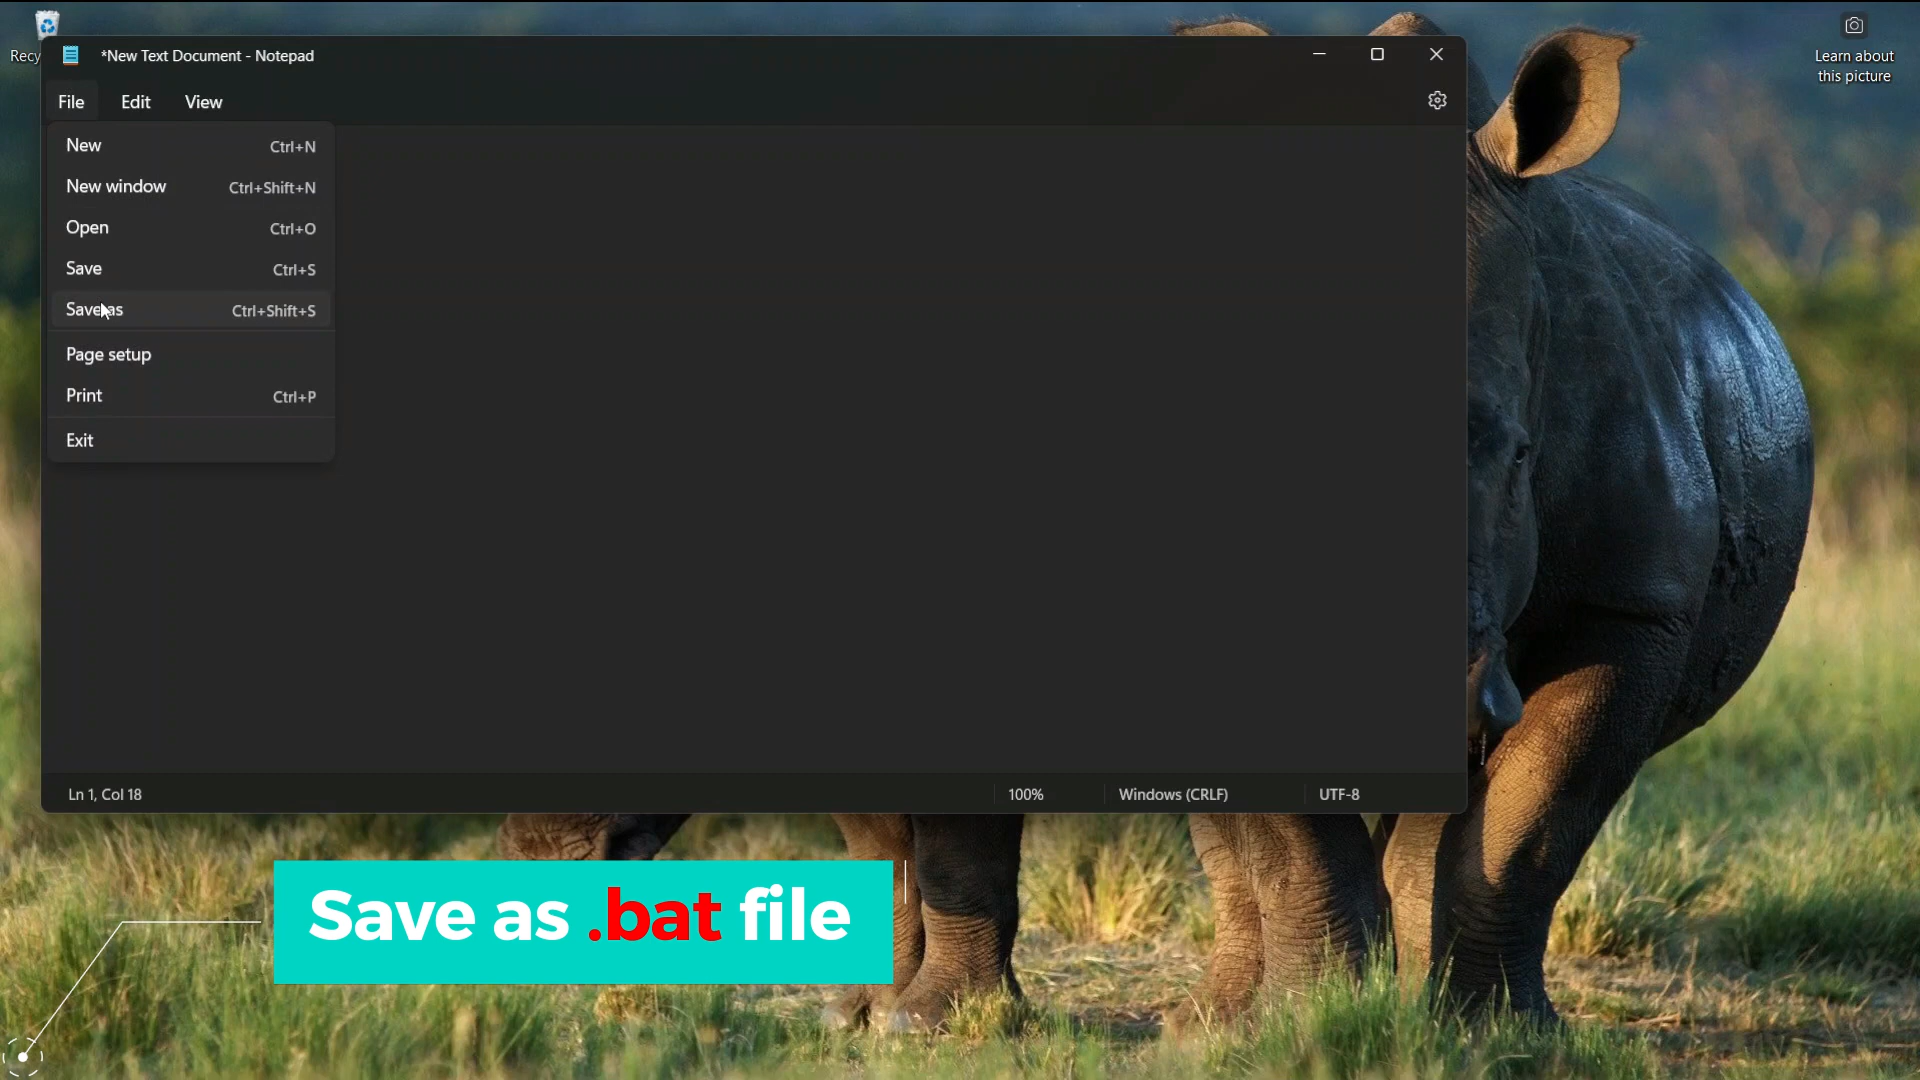 Recy
*New Text Document - Notepad
Learn about
this picture
File Edit View
New Ctrl+N
New window Ctrl+Shift+N
Open Ctrl+O
Save Ctrl+S
Save as Ctrl+Shift+S
Page setup
Print Ctrl+P
Exit
Ln 1, Col 18 100% Windows (CRLF) UTF-8
Save as .bat file